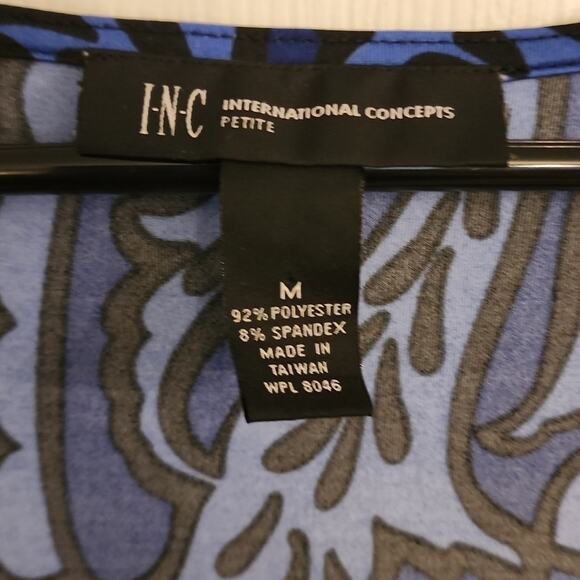 I·N·C INTERNATIONAL CONCEPTS
PETITE
M
92% POLYESTER
8% SPANDEX
MADE IN
TAIWAN
WPL 8046